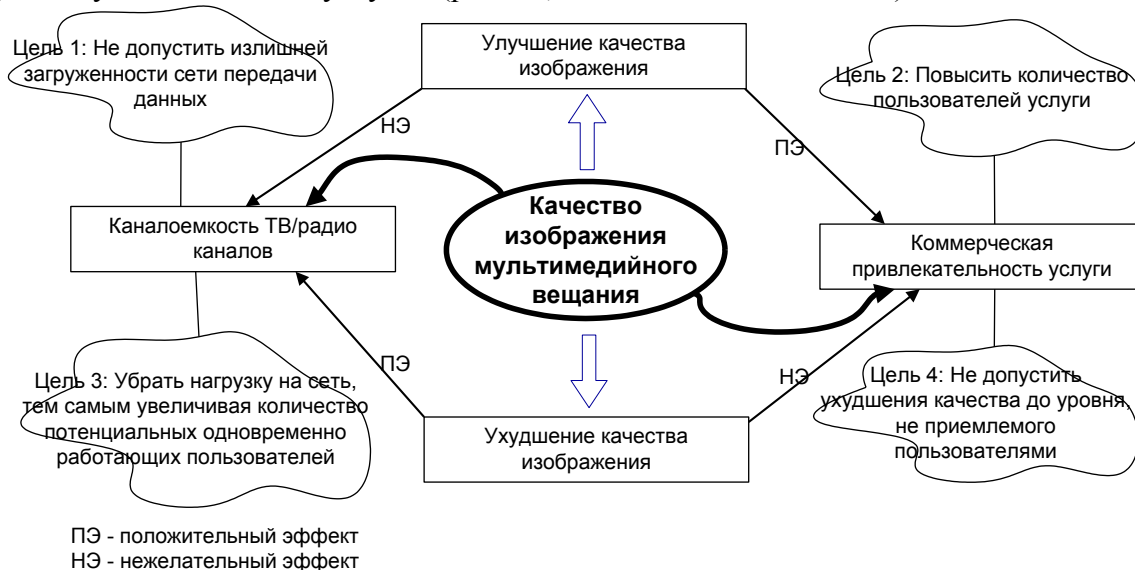 Цель 1: Не допустить излишней
загруженности сети передачи
данных
Улучшение качества
изображения
Цель 2: Повысить количество
пользователей услуги
НЭ
ПЭ
Каналоемкость ТВ/радио
каналов
Качество
изображения
мультимедийного
вещания
Коммерческая
привлекательность услуги
ПЭ
НЭ
Цель 3: Убрать нагрузку на сеть,
тем самым увеличивая количество
потенциальных одновременно
работающих пользователей
Ухудшение качества
изображения
Цель 4: Не допустить
ухудшения качества до уровня,
не приемлемого
пользователями
ПЭ - положительный эффект
НЭ - нежелательный эффект